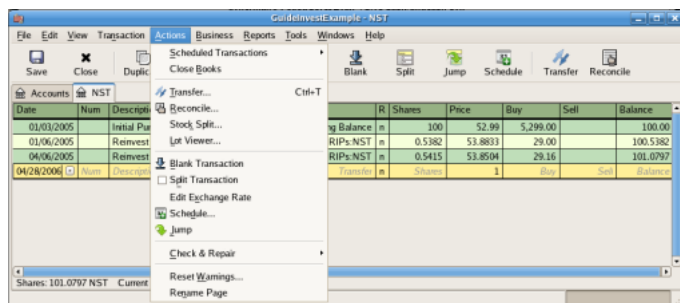 GuideInvestExample - NST
File Edit View Transaction Actions Business Reports Tools Windows Help
Save Close Duplic Blank Split Jump Schedule Transfer Reconcile
Accounts NST
Date Num Descripti R Shares Price Buy Sell Balance
01/03/2005 Initial Pur ng Balance n 100 52.99 5,299.00 100.00
01/06/2005 Reinvest RIPs:NST n 0.5382 53.8833 29.00 100.5382
04/06/2005 Reinvest RIPs:NST n 0.5415 53.8504 29.16 101.0797
04/28/2006 Num Descripti Transfer n Shares 1 Buy Sell Balance
Scheduled Transactions
Close Books
Transfer... Ctrl+T
Reconcile...
Stock Split...
Lot Viewer...
Blank Transaction
Split Transaction
Edit Exchange Rate
Schedule...
Jump
Check & Repair
Reset Warnings...
Rename Page
Shares: 101.0797 NST Current